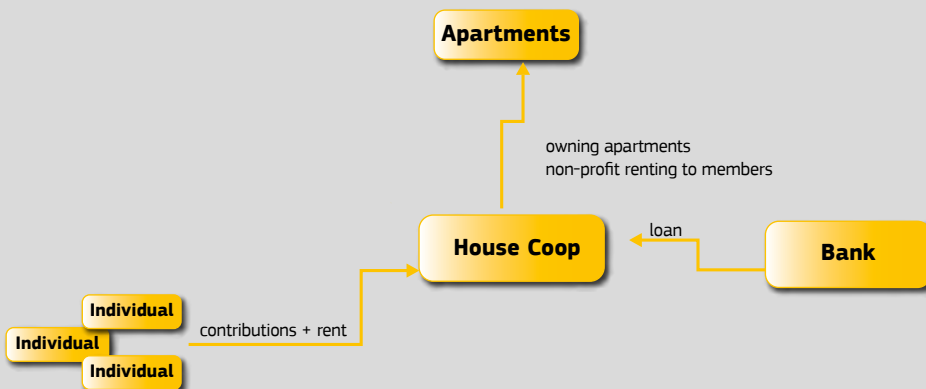 Apartments
owning apartments
non-profit renting to members
House Coop
loan
Bank
Individual
contributions + rent
Individual
Individual